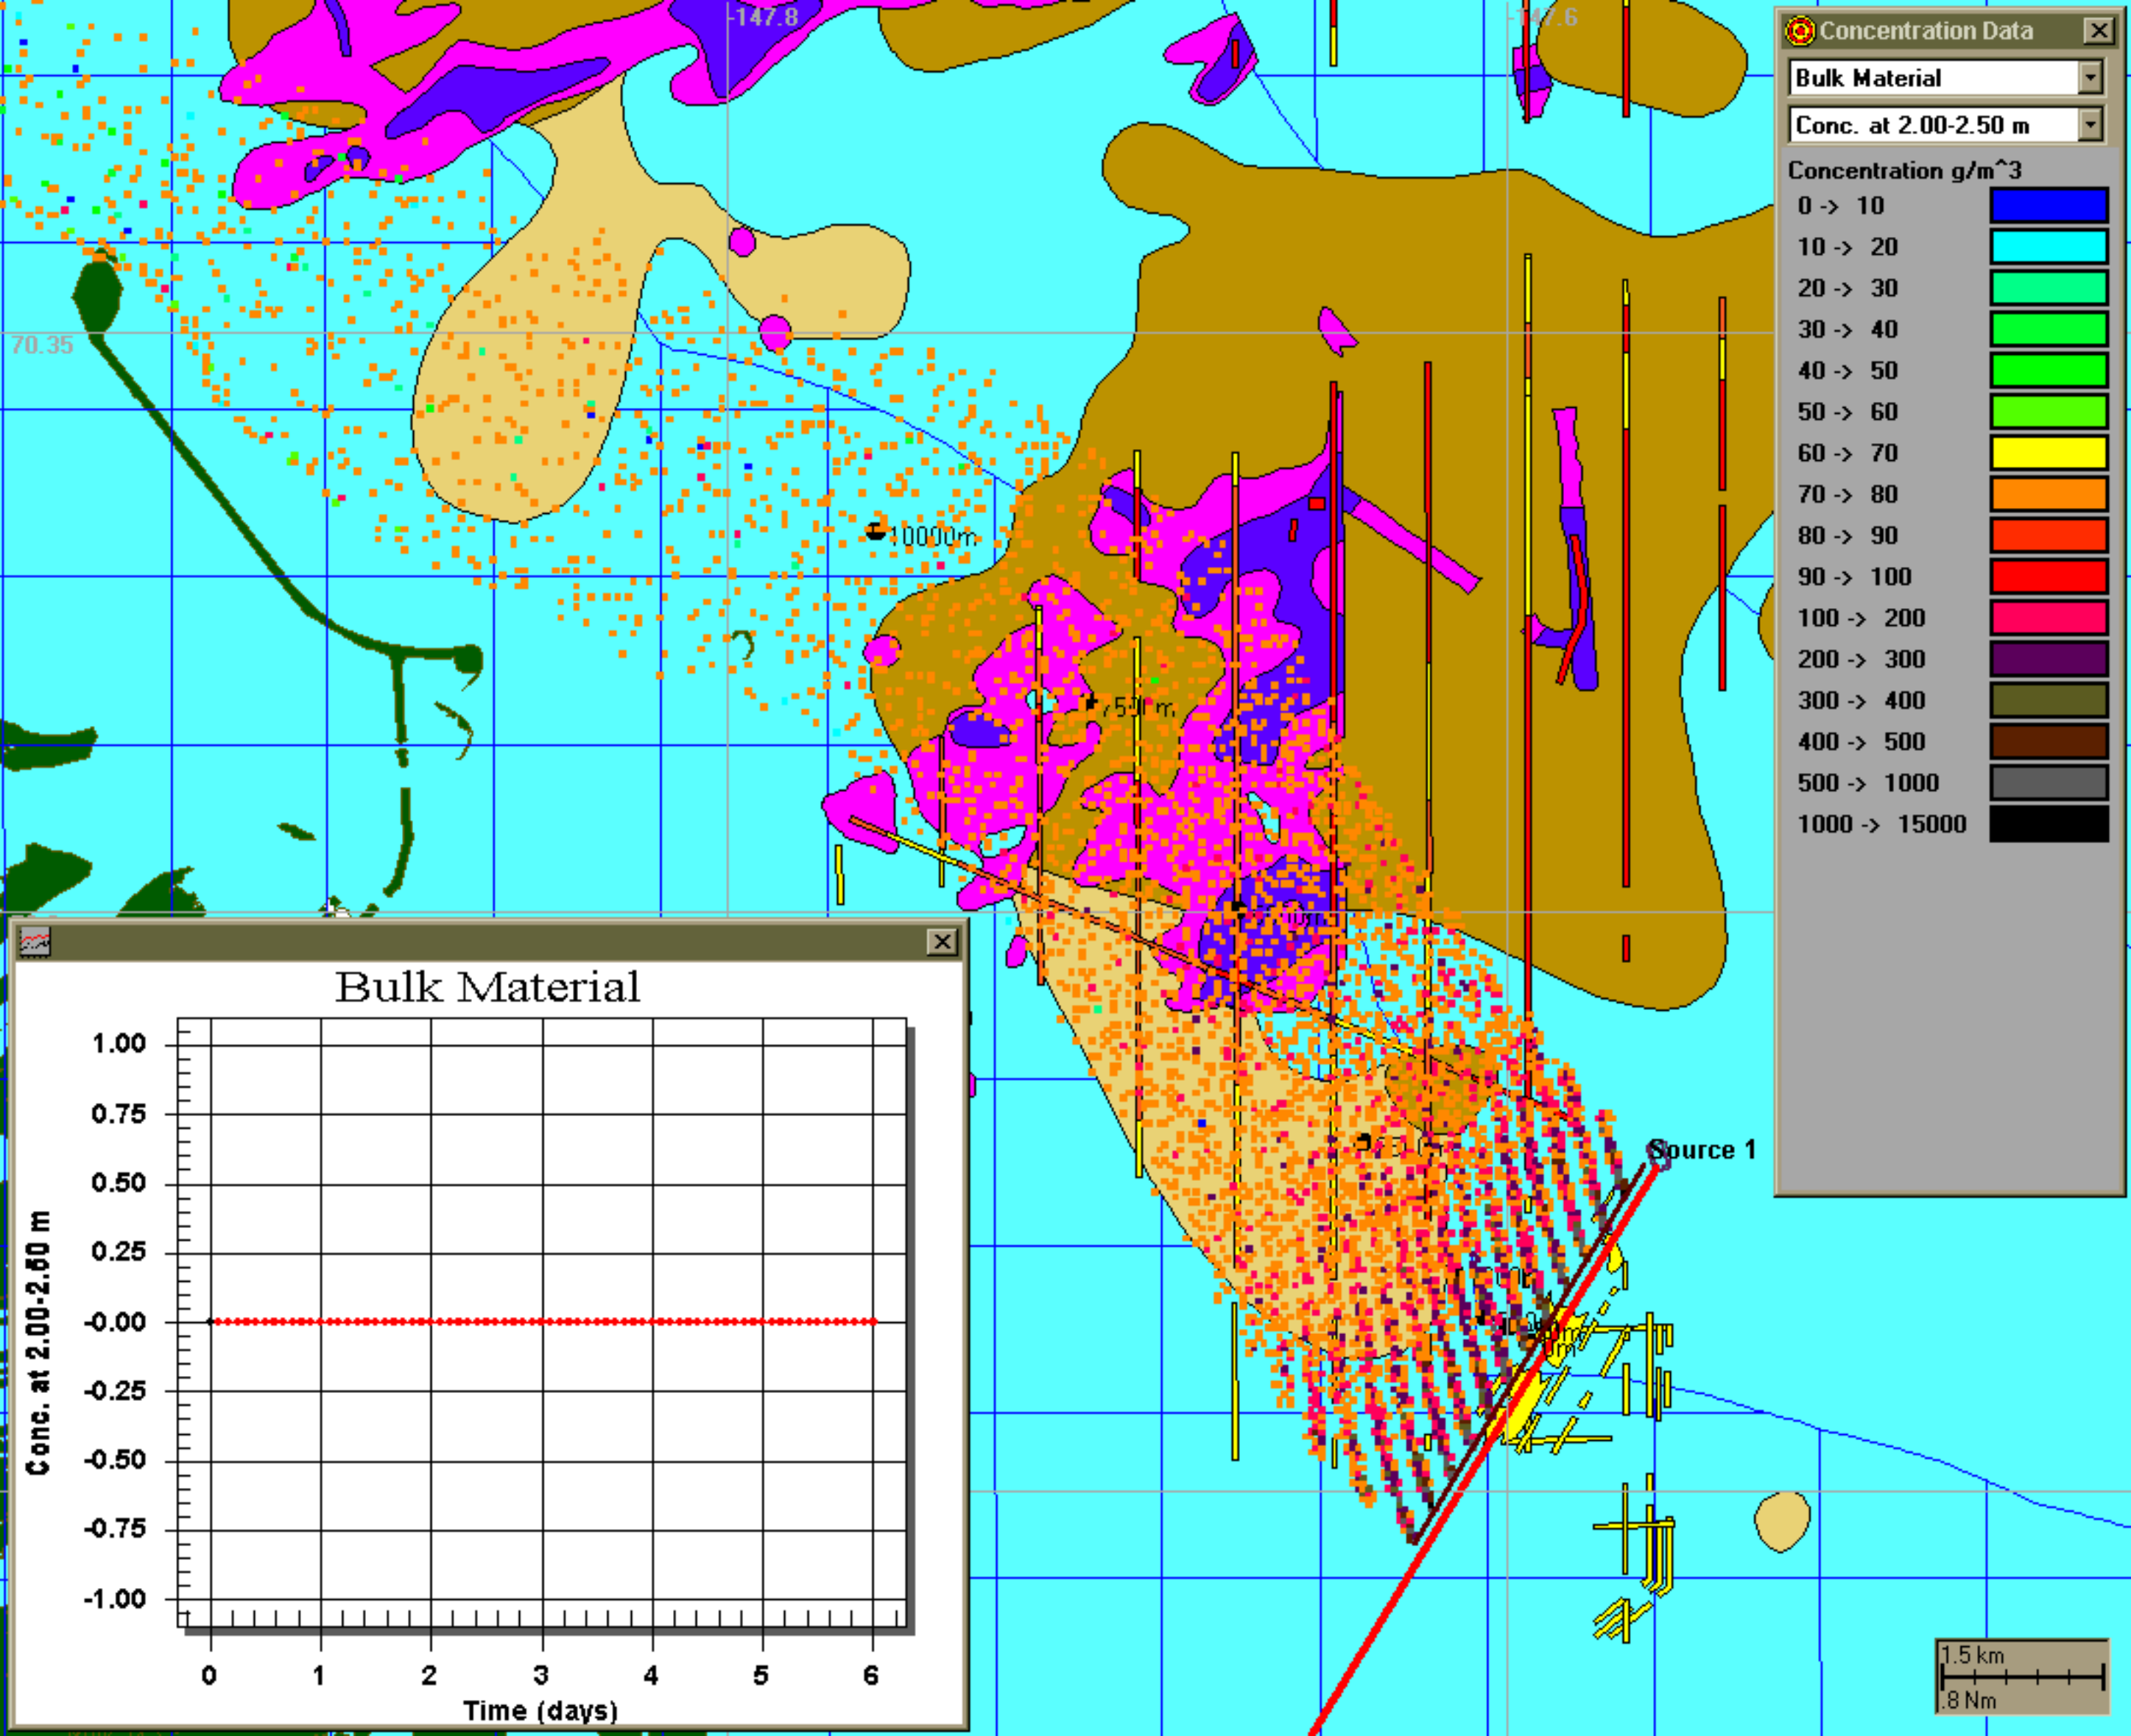 -147.8
-147.6
70.35
10000m
Source 1
Concentration Data
Bulk Material
Conc. at 2.00-2.50 m
Concentration g/m^3
0 -> 10
10 -> 20
20 -> 30
30 -> 40
40 -> 50
50 -> 60
60 -> 70
70 -> 80
80 -> 90
90 -> 100
100 -> 200
200 -> 300
300 -> 400
400 -> 500
500 -> 1000
1000 -> 15000
Bulk Material
Conc. at 2.00-2.50 m
1.00
0.75
0.50
0.25
-0.00
-0.25
-0.50
-0.75
-1.00
0 1 2 3 4 5 6
Time (days)
1.5 km
.8 Nm